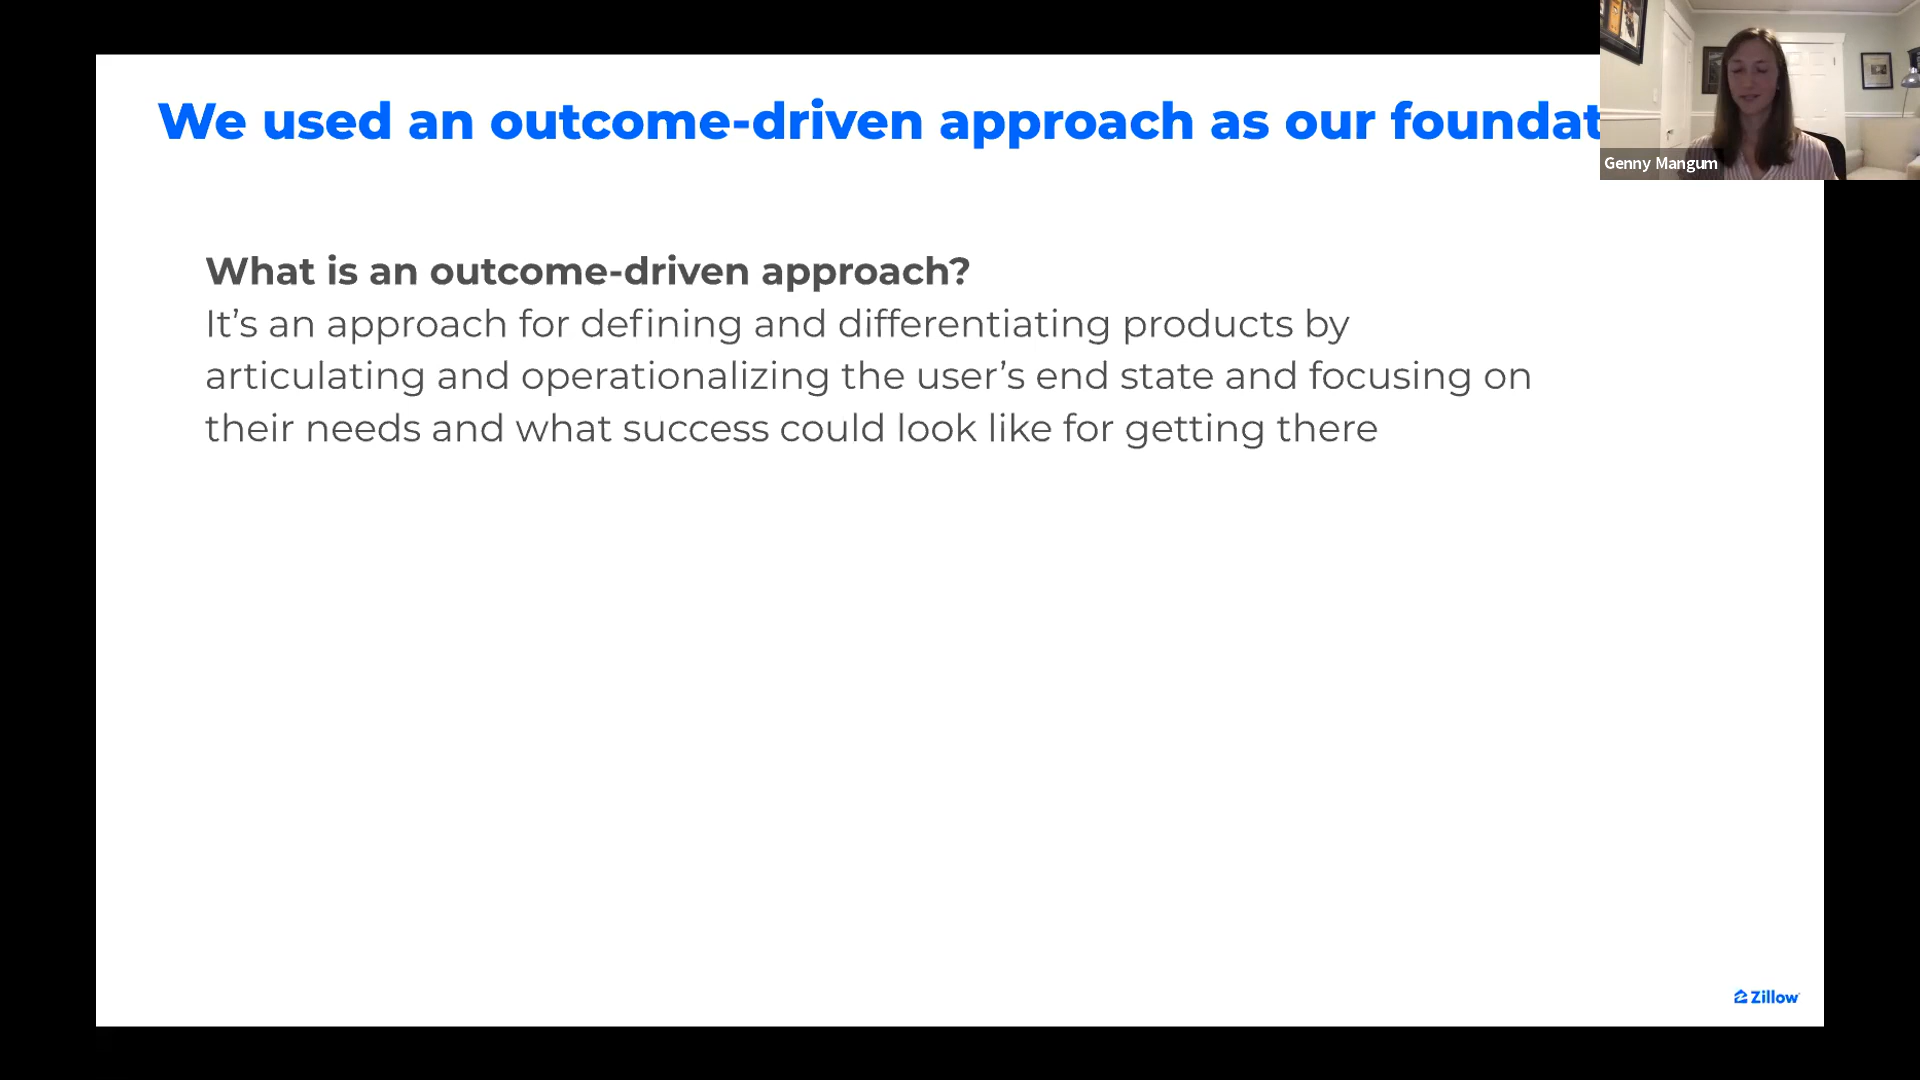 We used an outcome-driven approach as our foundat
Genny Mangum
What is an outcome-driven approach?
It’s an approach for defining and differentiating products by
articulating and operationalizing the user’s end state and focusing on
their needs and what success could look like for getting there
Zillow